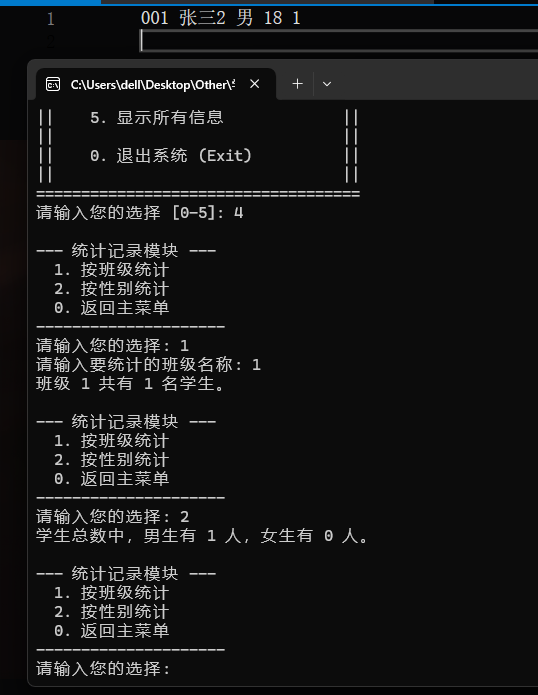 1 001 张三2 男 18 1
2
C:\Users\dell\Desktop\Other\
|| 5. 显示所有信息 ||
|| ||
|| 0. 退出系统 (Exit) ||
|| ||
====================================
请输入您的选择 [0-5]: 4
--- 统计记录模块 ---
1. 按班级统计
2. 按性别统计
0. 返回主菜单
---------------------
请输入您的选择: 1
请输入要统计的班级名称: 1
班级 1 共有 1 名学生。
--- 统计记录模块 ---
1. 按班级统计
2. 按性别统计
0. 返回主菜单
---------------------
请输入您的选择: 2
学生总数中，男生有 1 人，女生有 0 人。
--- 统计记录模块 ---
1. 按班级统计
2. 按性别统计
0. 返回主菜单
---------------------
请输入您的选择: